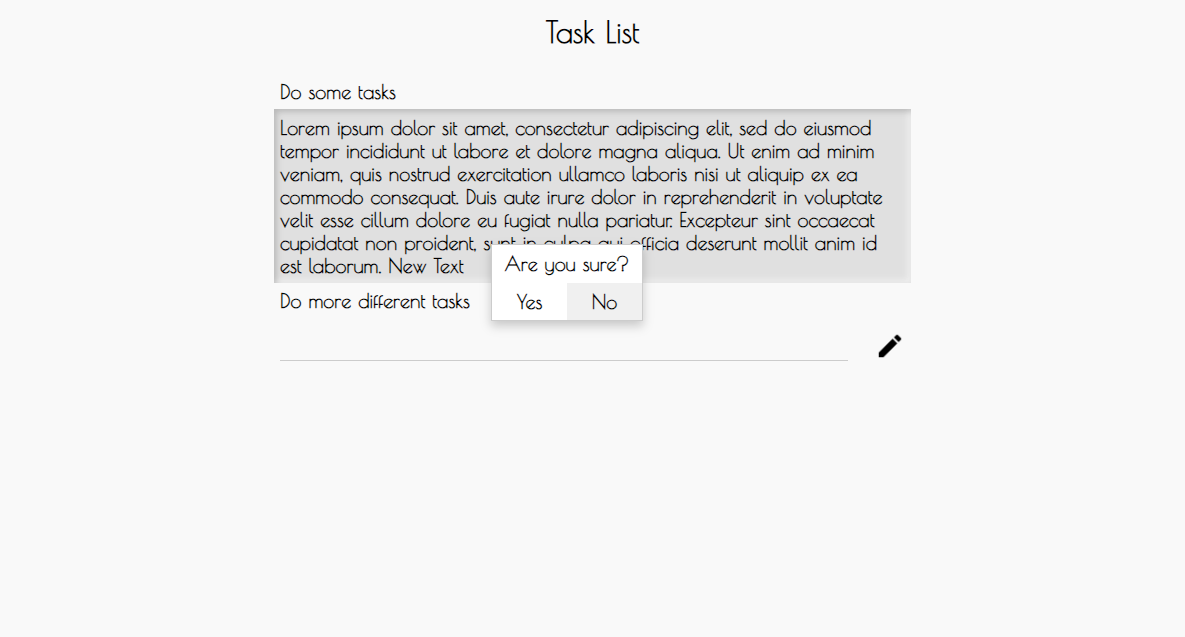 Task List
Do some tasks
Lorem ipsum dolor sit amet, consectetur adipiscing elit, sed do eiusmod
tempor incididunt ut labore et dolore magna aliqua. Ut enim ad minim
veniam, quis nostrud exercitation ullamco laboris nisi ut aliquip ex ea
commodo consequat. Duis aute irure dolor in reprehenderit in voluptate
velit esse cillum dolore eu fugiat nulla pariatur. Excepteur sint occaecat
cupidatat non proident, sunt in culpa qui officia deserunt mollit anim id
est laborum. New Text
Are you sure?
Yes No
Do more different tasks